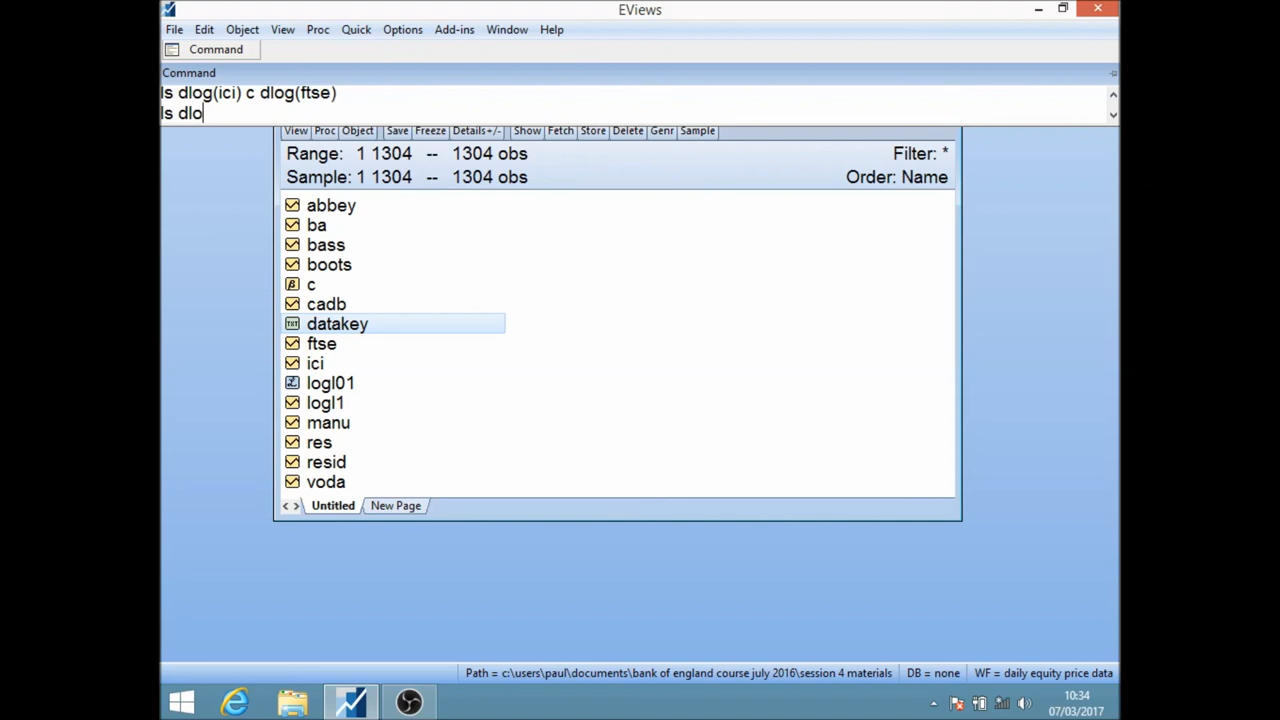 EViews
File Edit Object View Proc Quick Options Add-ins Window Help
Command
Command
ls dlog(ici) c dlog(ftse)
ls dlo
View Proc Object Save Freeze Details+/- Show Fetch Store Delete Genr Sample
Range: 1 1304 -- 1304 obs Filter: *
Sample: 1 1304 -- 1304 obs Order: Name
abbey
ba
bass
boots
β c
cadb
TXT datakey
ftse
ici
logl01
logl1
manu
res
resid
voda
< > Untitled New Page
Path = c:\users\paul\documents\bank of england course july 2016\session 4 materials DB = none WF = daily equity price data
10:34
07/03/2017